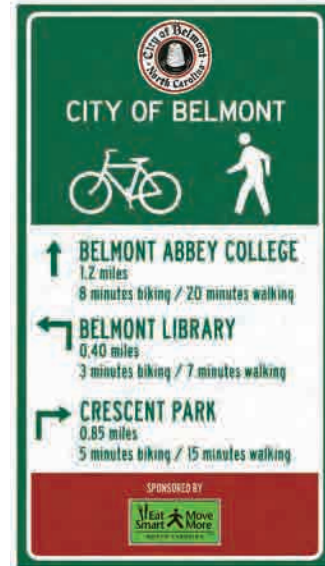 City of Belmont
North Carolina
CITY OF BELMONT
BELMONT ABBEY COLLEGE
1.2 miles
8 minutes biking / 20 minutes walking
BELMONT LIBRARY
0.40 miles
3 minutes biking / 7 minutes walking
CRESCENT PARK
0.85 miles
5 minutes biking / 15 minutes walking
SPONSORED BY
Eat Move
Smart More
NORTH CAROLINA